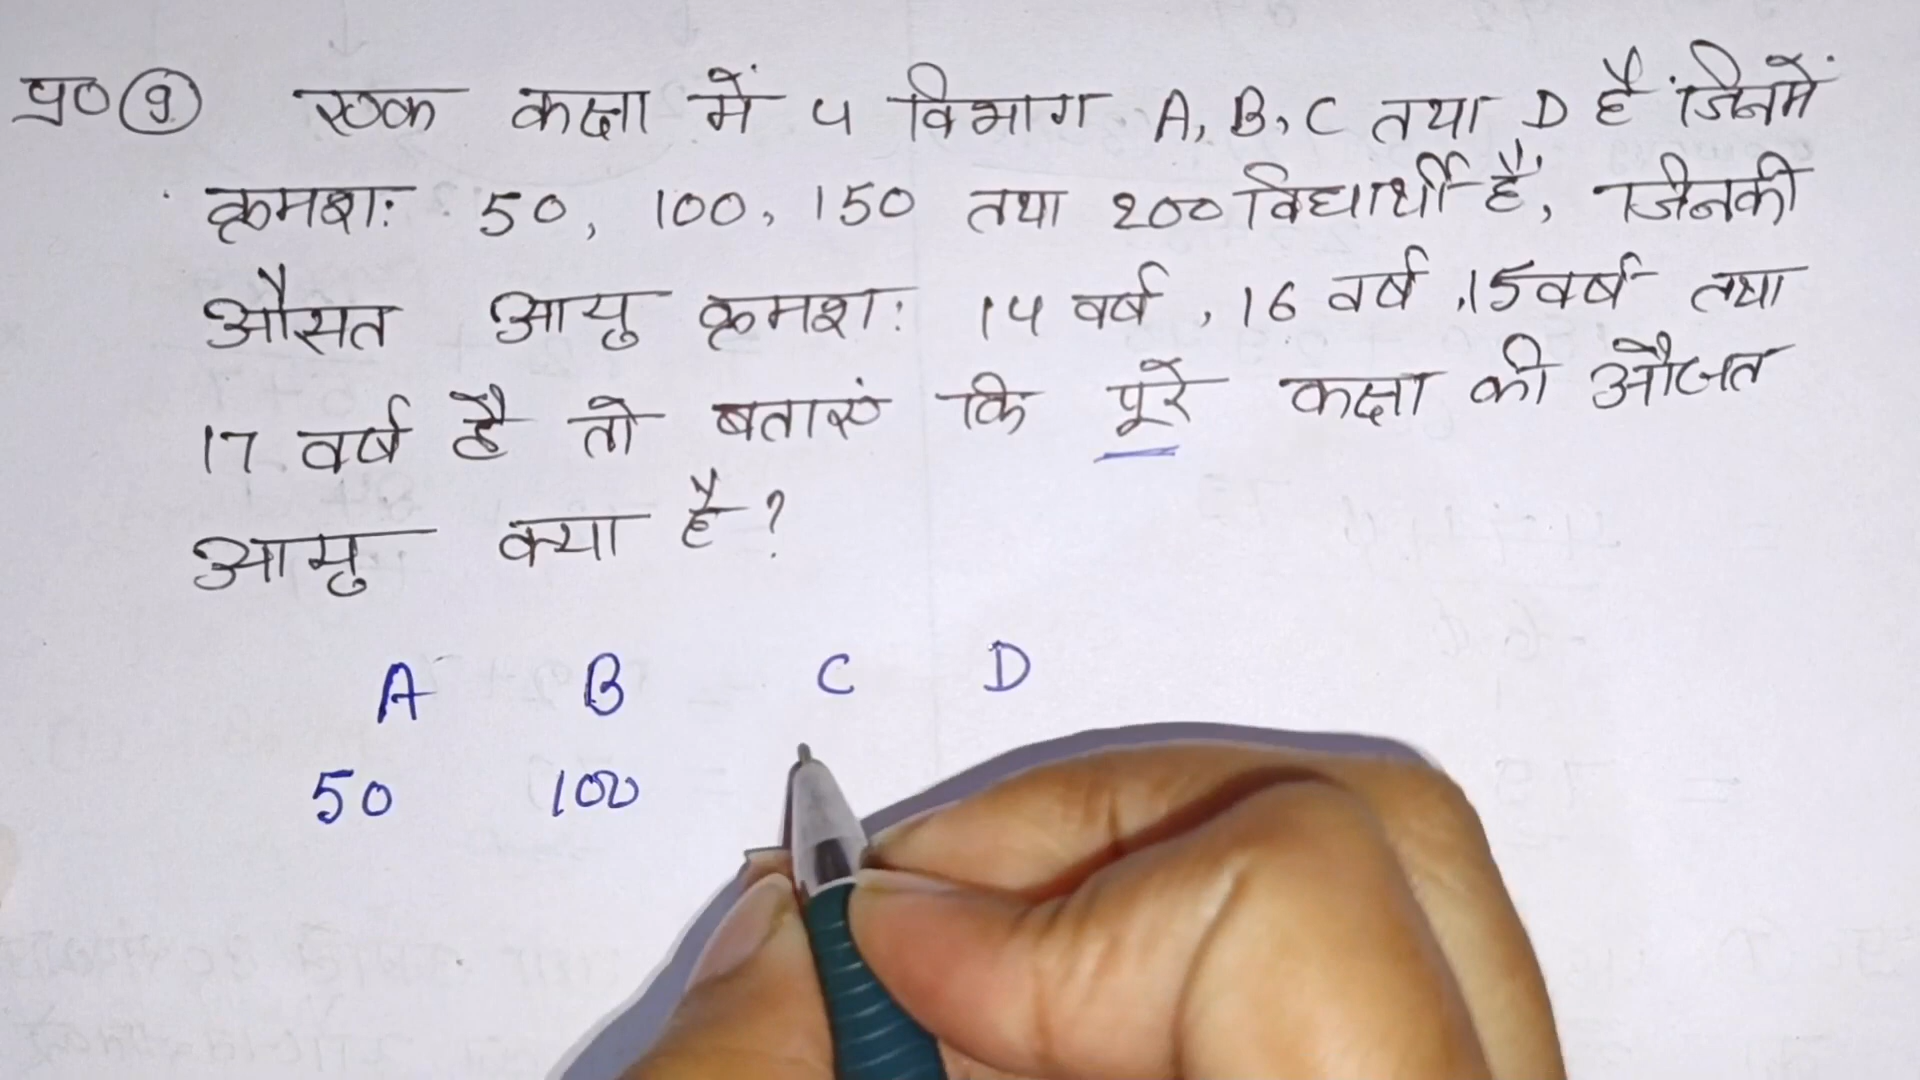 प्र० ⑨ एक कक्षा में 4 विभाग A, B, C तथा D है जिनमें
क्रमशः 50, 100, 150 तथा 200 विद्यार्थी है, जिनकी
औसत आयु क्रमशः 14 वर्ष, 16 वर्ष, 15 वर्ष तथा
17 वर्ष है तो बताएं कि पूरे कक्षा की औसत
आयु क्या है?
A B C D
50 100